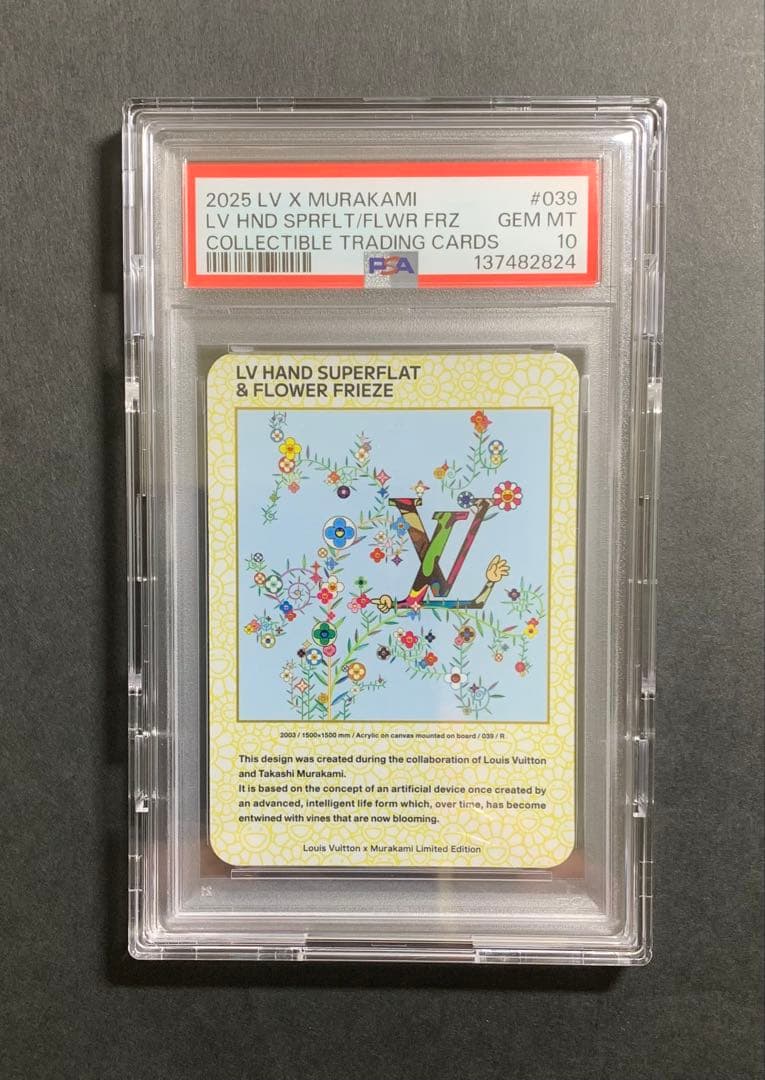 2025 LV X MURAKAMI #039
LV HND SPRFLT/FLWR FRZ GEM MT
COLLECTIBLE TRADING CARDS 10
PSA 137482824
LV HAND SUPERFLAT
& FLOWER FRIEZE
LV
2003 / 1500×1500 mm / Acrylic on canvas mounted on board / 039 / R
This design was created during the collaboration of Louis Vuitton
and Takashi Murakami.
It is based on the concept of an artificial device once created by
an advanced, intelligent life form which, over time, has become
entwined with vines that are now blooming.
Louis Vuitton x Murakami Limited Edition